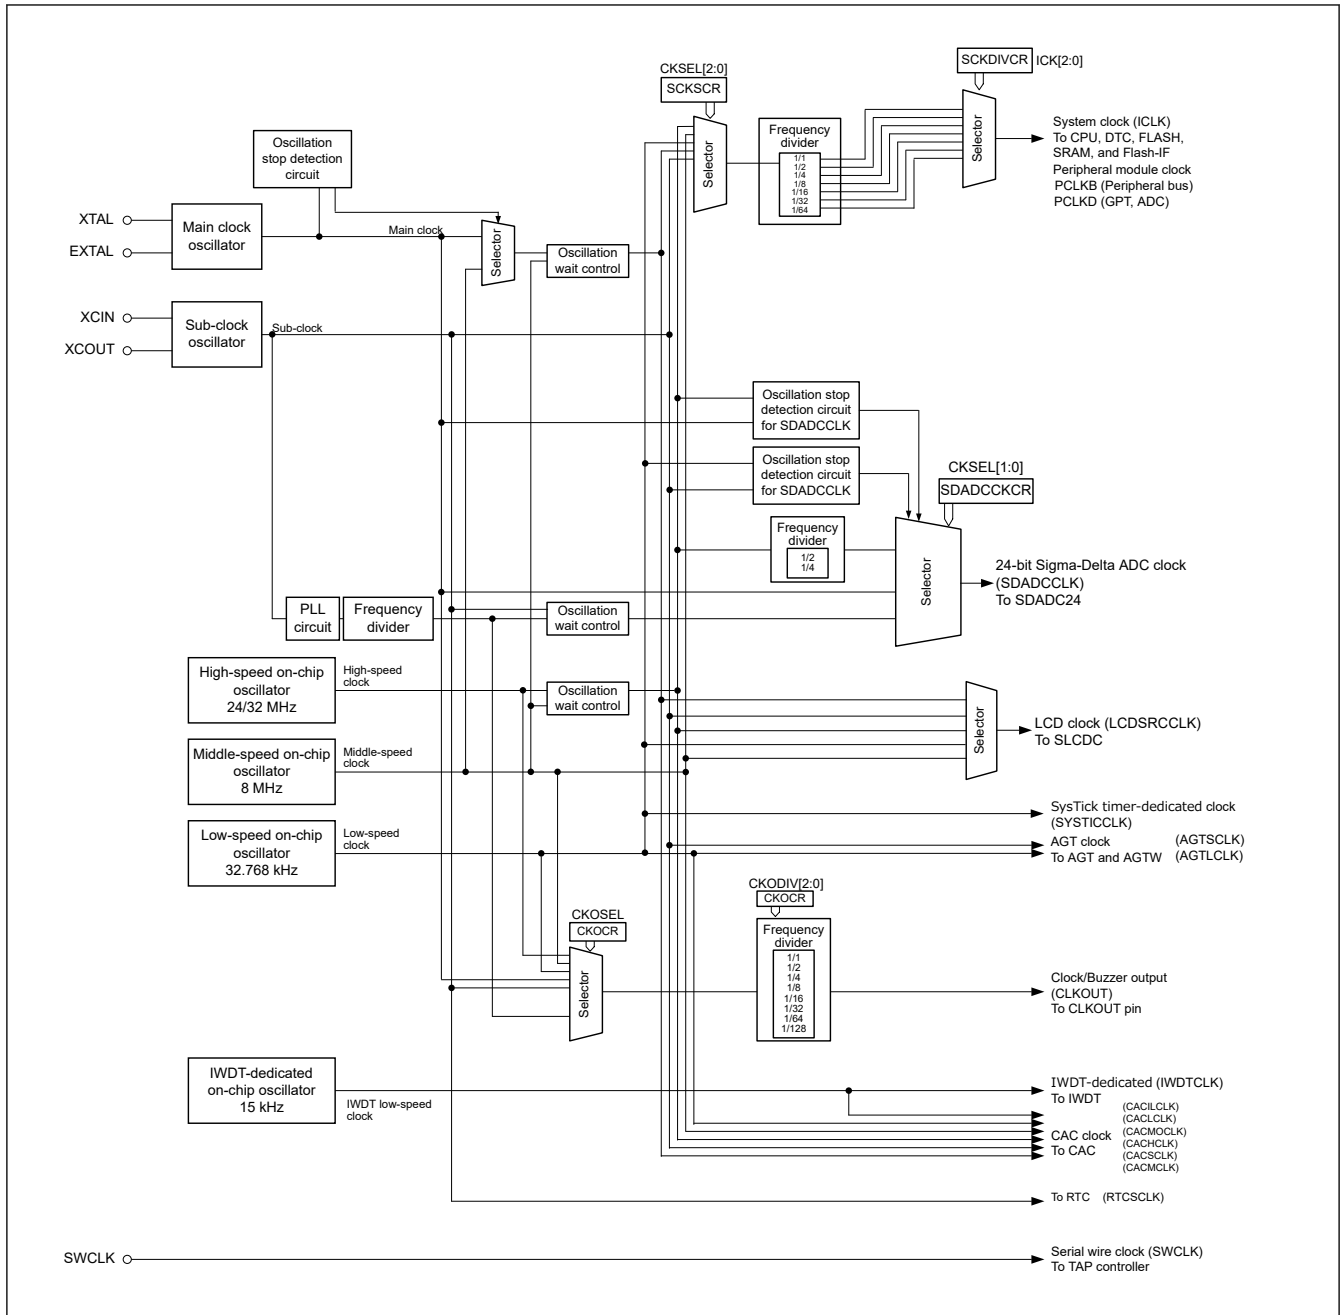 CKSEL[2:0]
SCKSCR
SCKDIVCR ICK[2:0]
Selector
Frequency
divider
1/1
1/2
1/4
1/8
1/16
1/32
1/64
Selector
System clock (ICLK)
To CPU, DTC, FLASH,
SRAM, and Flash-IF
Peripheral module clock
PCLKB (Peripheral bus)
PCLKD (GPT, ADC)
Oscillation
stop detection
circuit
XTAL
EXTAL
Main clock
oscillator
Main clock
Selector
Oscillation
wait control
XCIN
XCOUT
Sub-clock
oscillator
Sub-clock
Oscillation stop
detection circuit
for SDADCCLK
Oscillation stop
detection circuit
for SDADCCLK
CKSEL[1:0]
SDADCCKCR
Frequency
divider
1/2
1/4
Selector
24-bit Sigma-Delta ADC clock
(SDADCCLK)
To SDADC24
PLL
circuit
Frequency
divider
Oscillation
wait control
High-speed on-chip
oscillator
24/32 MHz
High-speed
clock
Oscillation
wait control
Selector
LCD clock (LCDSRCCLK)
To SLCDC
Middle-speed on-chip
oscillator
8 MHz
Middle-speed
clock
SysTick timer-dedicated clock
(SYSTICCLK)
Low-speed on-chip
oscillator
32.768 kHz
Low-speed
clock
AGT clock (AGTSCLK)
To AGT and AGTW (AGTLCLK)
CKOSEL
CKOCR
Selector
CKODIV[2:0]
CKOCR
Frequency
divider
1/1
1/2
1/4
1/8
1/16
1/32
1/64
1/128
Clock/Buzzer output
(CLKOUT)
To CLKOUT pin
IWDT-dedicated
on-chip oscillator
15 kHz
IWDT low-speed
clock
IWDT-dedicated (IWDTCLK)
To IWDT
CAC clock
To CAC
(CACILCLK)
(CACLCLK)
(CACMOCLK)
(CACHCLK)
(CACSCLK)
(CACMCLK)
To RTC (RTCSCLK)
SWCLK
Serial wire clock (SWCLK)
To TAP controller